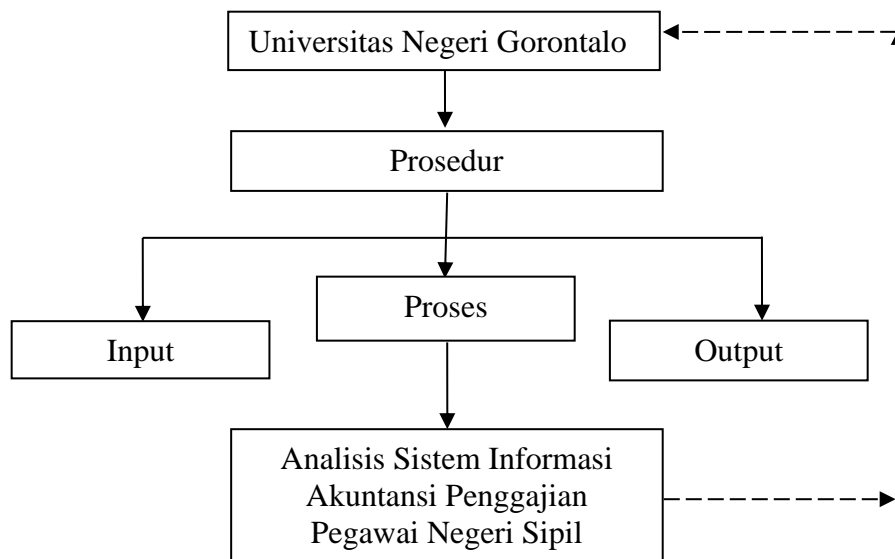 Universitas Negeri Gorontalo
Prosedur
Proses
Input
Output
Analisis Sistem Informasi
Akuntansi Penggajian
Pegawai Negeri Sipil